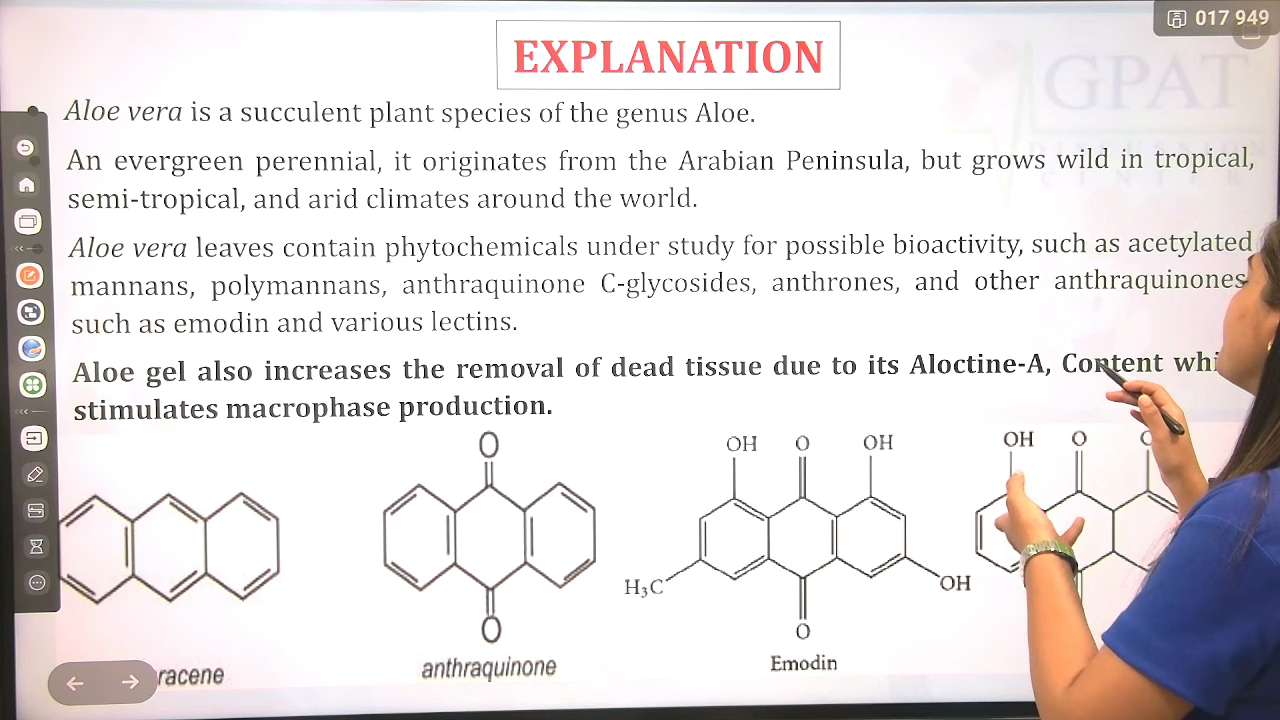 017 949
EXPLANATION
GPAT
Aloe vera is a succulent plant species of the genus Aloe.
An evergreen perennial, it originates from the Arabian Peninsula, but grows wild in tropical,
semi-tropical, and arid climates around the world.
Aloe vera leaves contain phytochemicals under study for possible bioactivity, such as acetylated
mannans, polymannans, anthraquinone C-glycosides, anthrones, and other anthraquinones
such as emodin and various lectins.
Aloe gel also increases the removal of dead tissue due to its Aloctine-A, Content whi
stimulates macrophase production.
O
OH O OH
OH O
H₃C
OH
O
O
racene
anthraquinone
Emodin